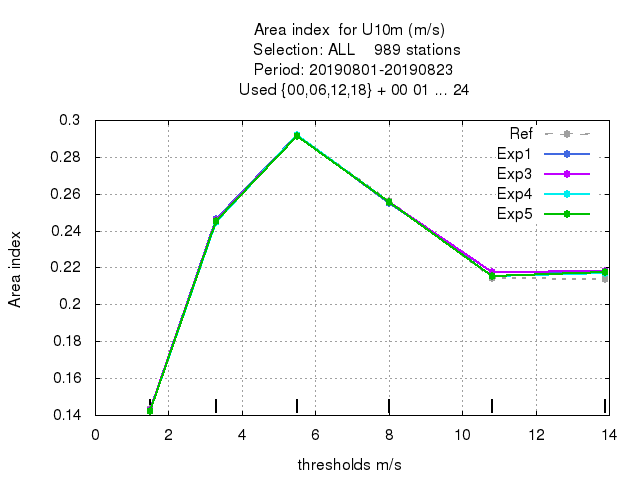 Area index  for U10m (m/s)
Selection: ALL    989 stations
Period: 20190801-20190823
Used {00,06,12,18} + 00 01 ... 24
0.3
0.28
0.26
0.24
0.22
0.2
0.18
0.16
0.14
Area index
Ref
Exp1
Exp3
Exp4
Exp5
0 2 4 6 8 10 12 14
thresholds m/s